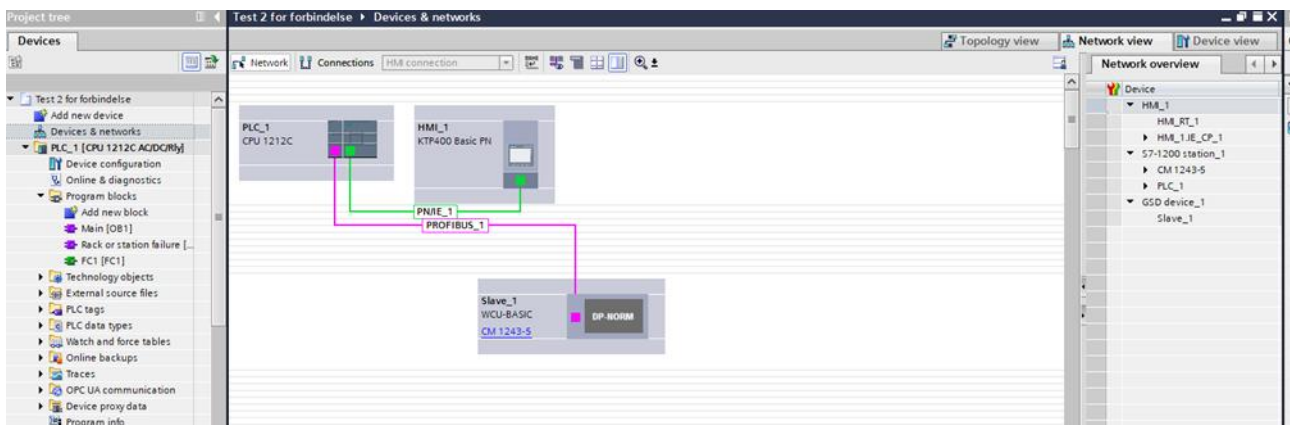 Project tree
Test 2 for forbindelse ▸ Devices & networks
Devices
Topology view
Network view
Device view
Network
Connections
HMI connection
Network overview
Test 2 for forbindelse
Add new device
Devices & networks
PLC_1 [CPU 1212C AC/DC/Rly]
Device configuration
Online & diagnostics
Program blocks
Add new block
Main [OB1]
Rack or station failure [...
FC1 [FC1]
Technology objects
External source files
PLC tags
PLC data types
Watch and force tables
Online backups
Traces
OPC UA communication
Device proxy data
Program info
PLC_1
CPU 1212C
HMI_1
KTP400 Basic PN
PN/IE_1
PROFIBUS_1
Slave_1
WCU-BASIC
CM 1243-5
DP-NORM
Device
HMI_1
HMI_RT_1
HMI_1.IE_CP_1
S7-1200 station_1
CM 1243-5
PLC_1
GSD device_1
Slave_1